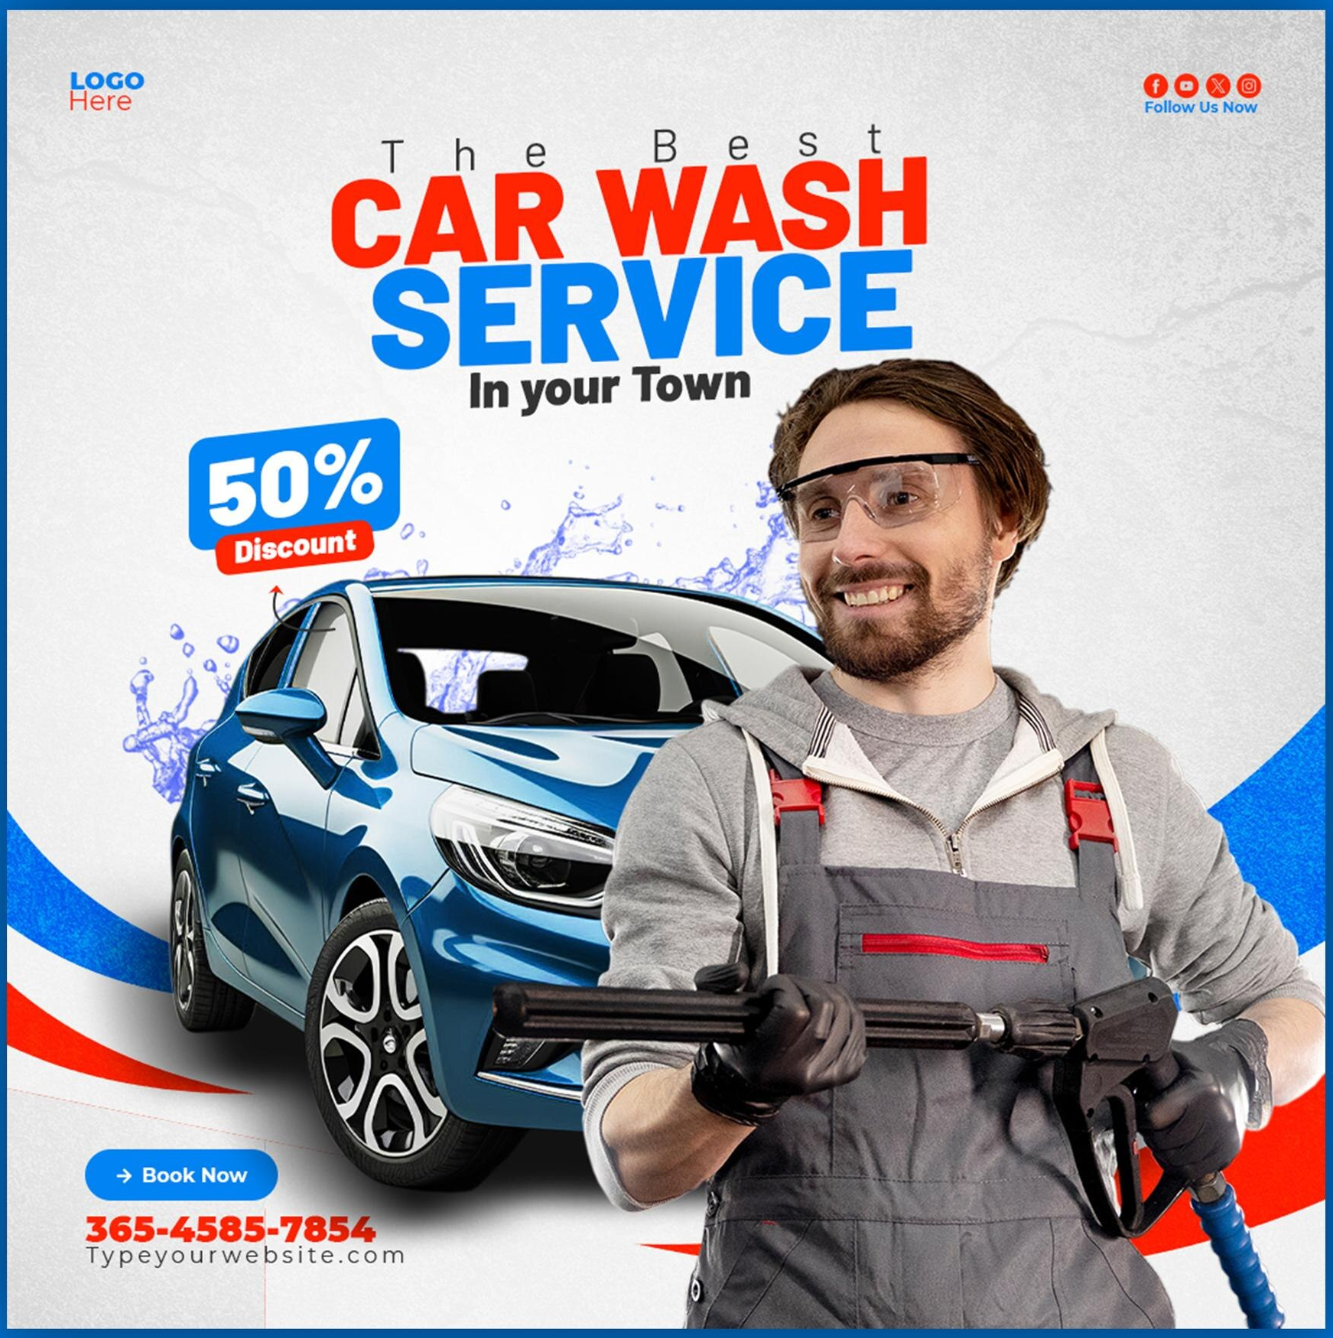 LOGO
Here
Follow Us Now
The Best
CAR WASH
SERVICE
In your Town
50%
Discount
→ Book Now
365-4585-7854
Typeyourwebsite.com